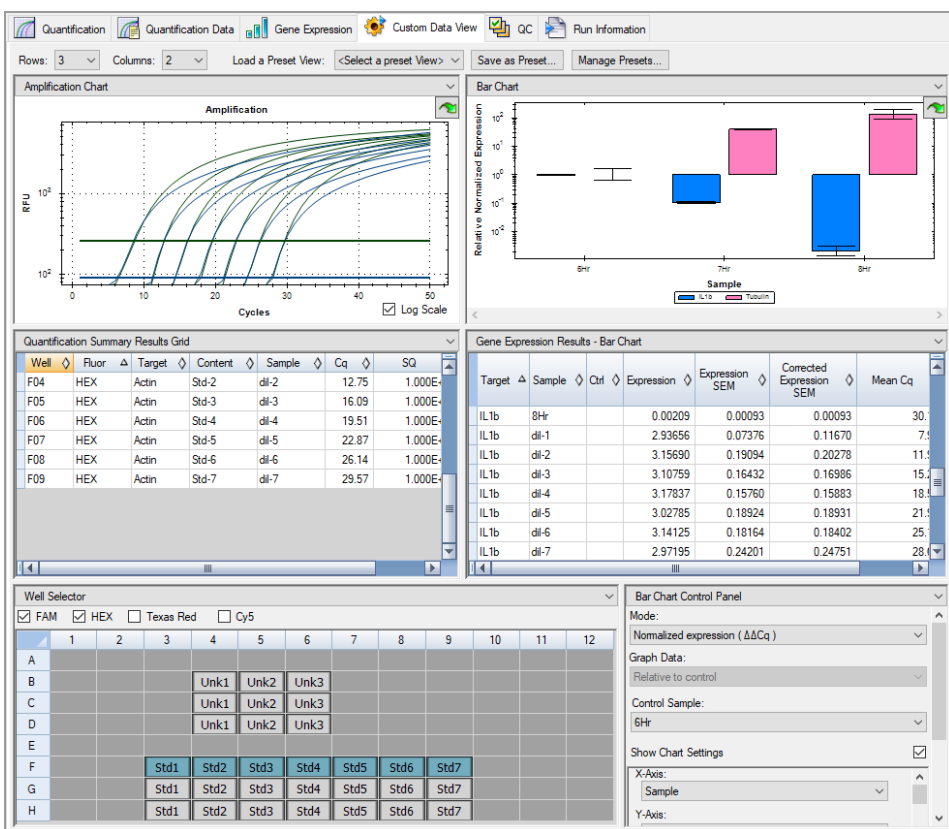 Quantification Quantification Data Gene Expression Custom Data View QC Run Information
Rows: 3 Columns: 2 Load a Preset View: <Select a preset View> Save as Preset... Manage Presets...
Amplification Chart
Amplification
RFU
10³
10²
0 10 20 30 40 50
Cycles
Log Scale
Bar Chart
Relative Normalized Expression
10²
10¹
10⁰
10⁻¹
10⁻²
6Hr 7Hr 8Hr
Sample
IL1b Tubulin
Quantification Summary Results Grid
Well Fluor Target Content Sample Cq SQ
F04 HEX Actin Std-2 dil-2 12.75 1.000E+
F05 HEX Actin Std-3 dil-3 16.09 1.000E+
F06 HEX Actin Std-4 dil-4 19.51 1.000E+
F07 HEX Actin Std-5 dil-5 22.87 1.000E+
F08 HEX Actin Std-6 dil-6 26.14 1.000E+
F09 HEX Actin Std-7 dil-7 29.57 1.000E+
Gene Expression Results - Bar Chart
Target Sample Ctrl Expression Expression SEM Corrected Expression SEM Mean Cq
IL1b 8Hr 0.00209 0.00093 0.00093 30.
IL1b dil-1 2.93656 0.07376 0.11670 7.
IL1b dil-2 3.15690 0.19094 0.20278 11.
IL1b dil-3 3.10759 0.16432 0.16986 15.
IL1b dil-4 3.17837 0.15760 0.15883 18.
IL1b dil-5 3.02785 0.18924 0.18931 21.
IL1b dil-6 3.14125 0.18164 0.18402 25.
IL1b dil-7 2.97195 0.24201 0.24751 28.
Well Selector
FAM HEX Texas Red Cy5
1 2 3 4 5 6 7 8 9 10 11 12
A
B Unk1 Unk2 Unk3
C Unk1 Unk2 Unk3
D Unk1 Unk2 Unk3
E
F Std1 Std2 Std3 Std4 Std5 Std6 Std7
G Std1 Std2 Std3 Std4 Std5 Std6 Std7
H Std1 Std2 Std3 Std4 Std5 Std6 Std7
Bar Chart Control Panel
Mode:
Normalized expression ( ΔΔCq )
Graph Data:
Relative to control
Control Sample:
6Hr
Show Chart Settings
X-Axis:
Sample
Y-Axis: